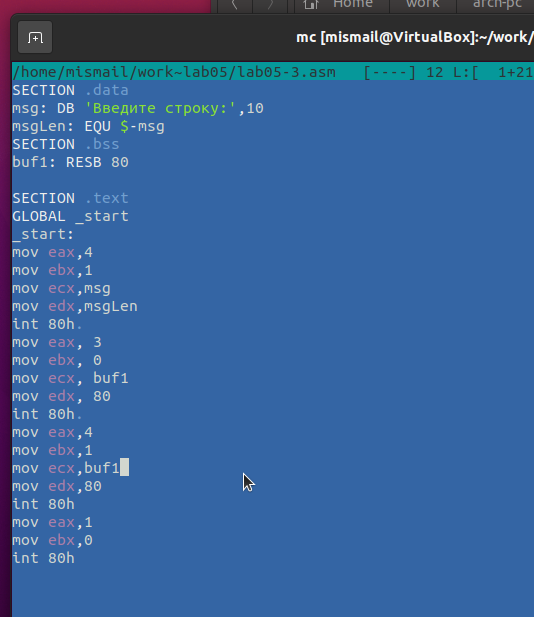 Home work arch-pc
mc [mismail@VirtualBox]:~/work/
/home/mismail/work~lab05/lab05-3.asm [----] 12 L:[ 1+21
SECTION .data
msg: DB 'Введите строку:',10
msgLen: EQU $-msg
SECTION .bss
buf1: RESB 80
SECTION .text
GLOBAL _start
_start:
mov eax,4
mov ebx,1
mov ecx,msg
mov edx,msgLen
int 80h.
mov eax, 3
mov ebx, 0
mov ecx, buf1
mov edx, 80
int 80h.
mov eax,4
mov ebx,1
mov ecx,buf1
mov edx,80
int 80h
mov eax,1
mov ebx,0
int 80h